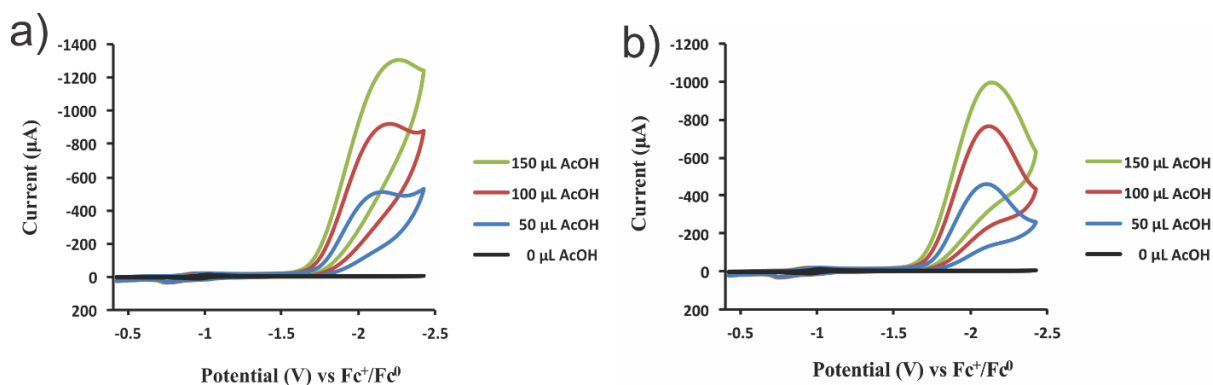 a)
-1400
-1200
-1000
-800
-600
-400
-200
0
200
Current (µA)
-0.5 -1 -1.5 -2 -2.5
Potential (V) vs Fc⁺/Fc⁰
150 µL AcOH
100 µL AcOH
50 µL AcOH
0 µL AcOH
b)
-1200
-1000
-800
-600
-400
-200
0
200
Current (µA)
-0.5 -1 -1.5 -2 -2.5
Potential (V) vs Fc⁺/Fc⁰
150 µL AcOH
100 µL AcOH
50 µL AcOH
0 µL AcOH